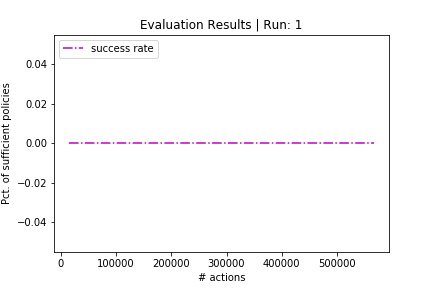 Evaluation Results | Run: 1
success rate
Pct. of sufficient policies
0.04
0.02
0.00
−0.02
−0.04
0
100000
200000
300000
400000
500000
# actions